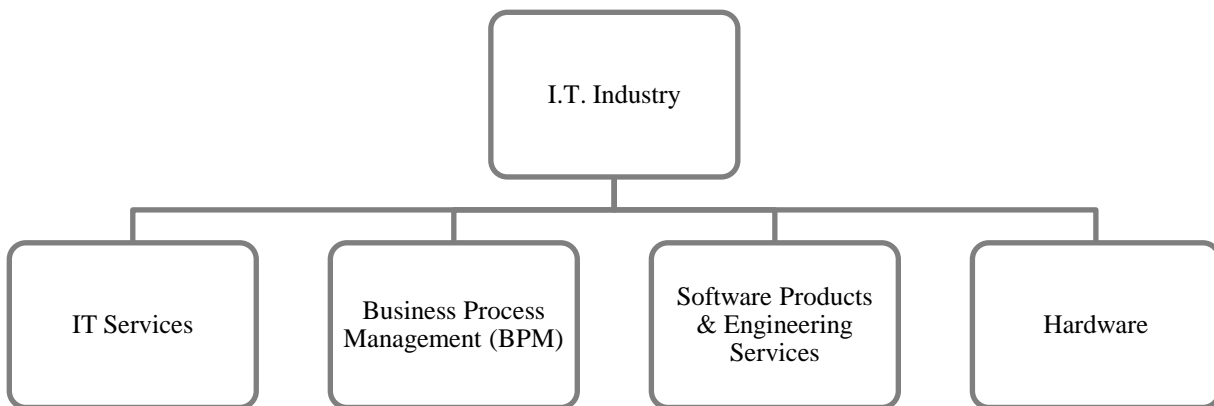 I.T. Industry
IT Services
Business Process
Management (BPM)
Software Products
& Engineering
Services
Hardware